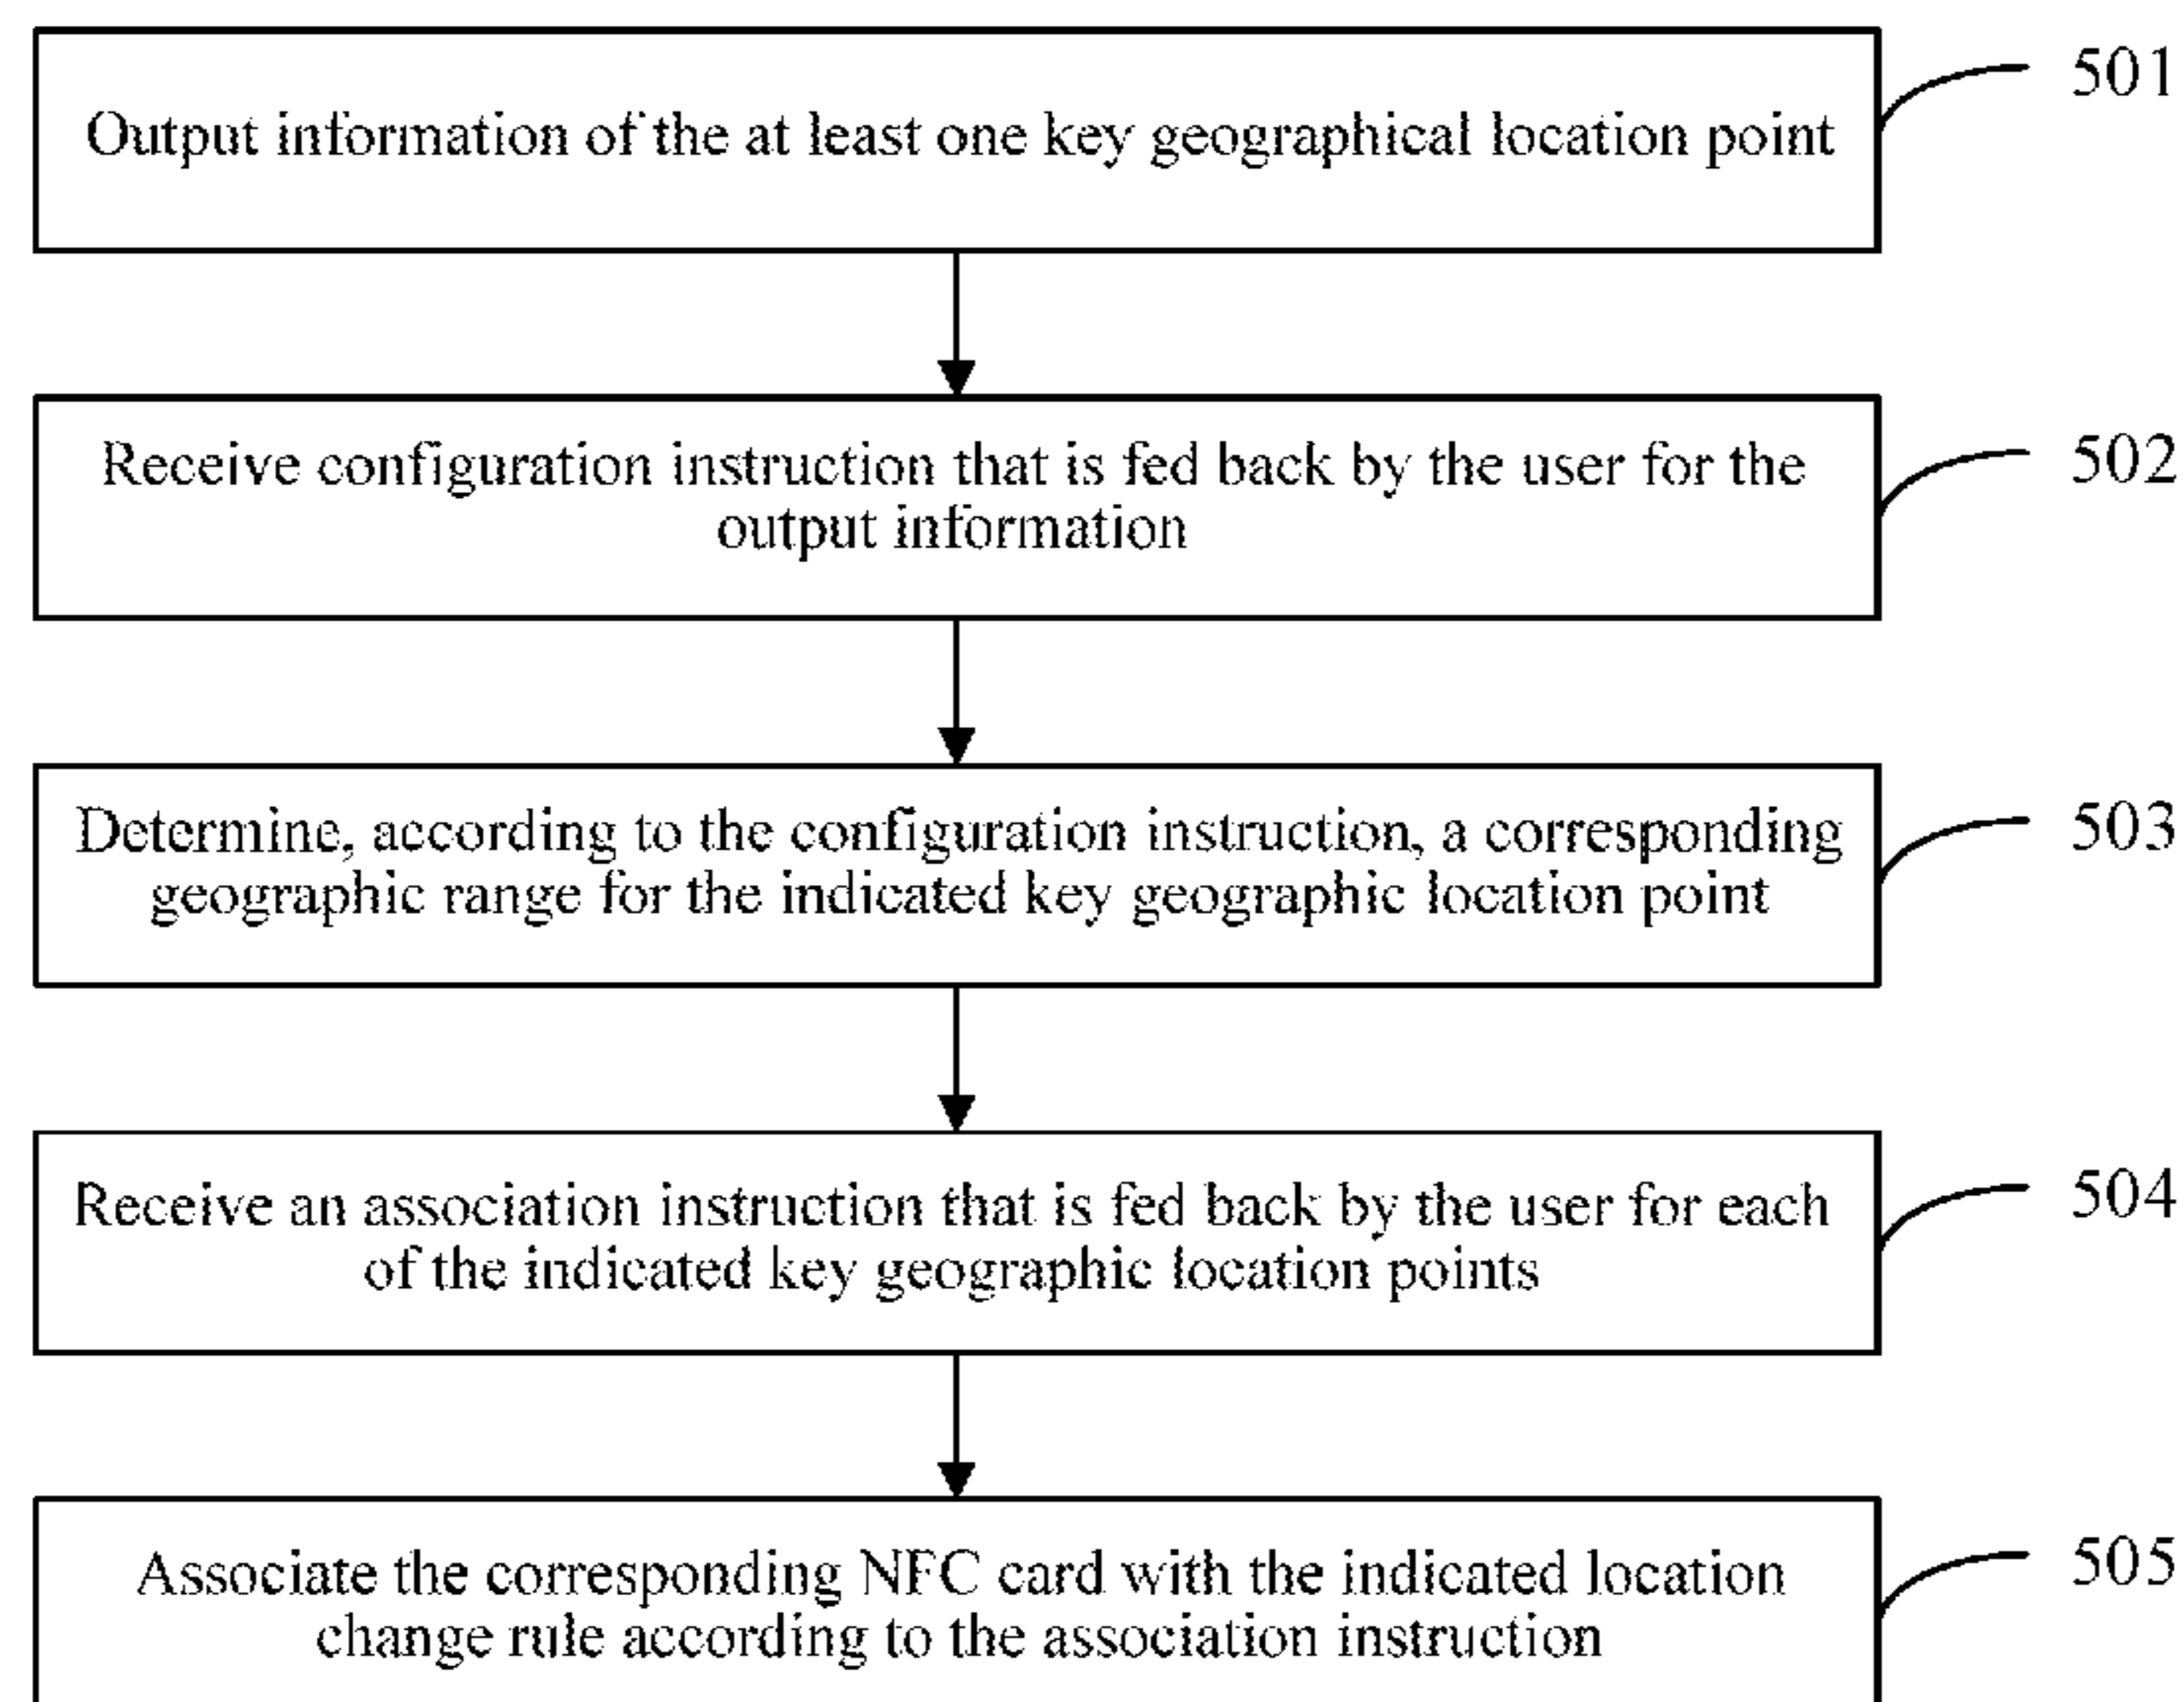 Output information of the at least one key geographical location point
501
Receive configuration instruction that is fed back by the user for the
output information
502
Determine, according to the configuration instruction, a corresponding
geographic range for the indicated key geographic location point
503
Receive an association instruction that is fed back by the user for each
of the indicated key geographic location points
504
Associate the corresponding NFC card with the indicated location
change rule according to the association instruction
505